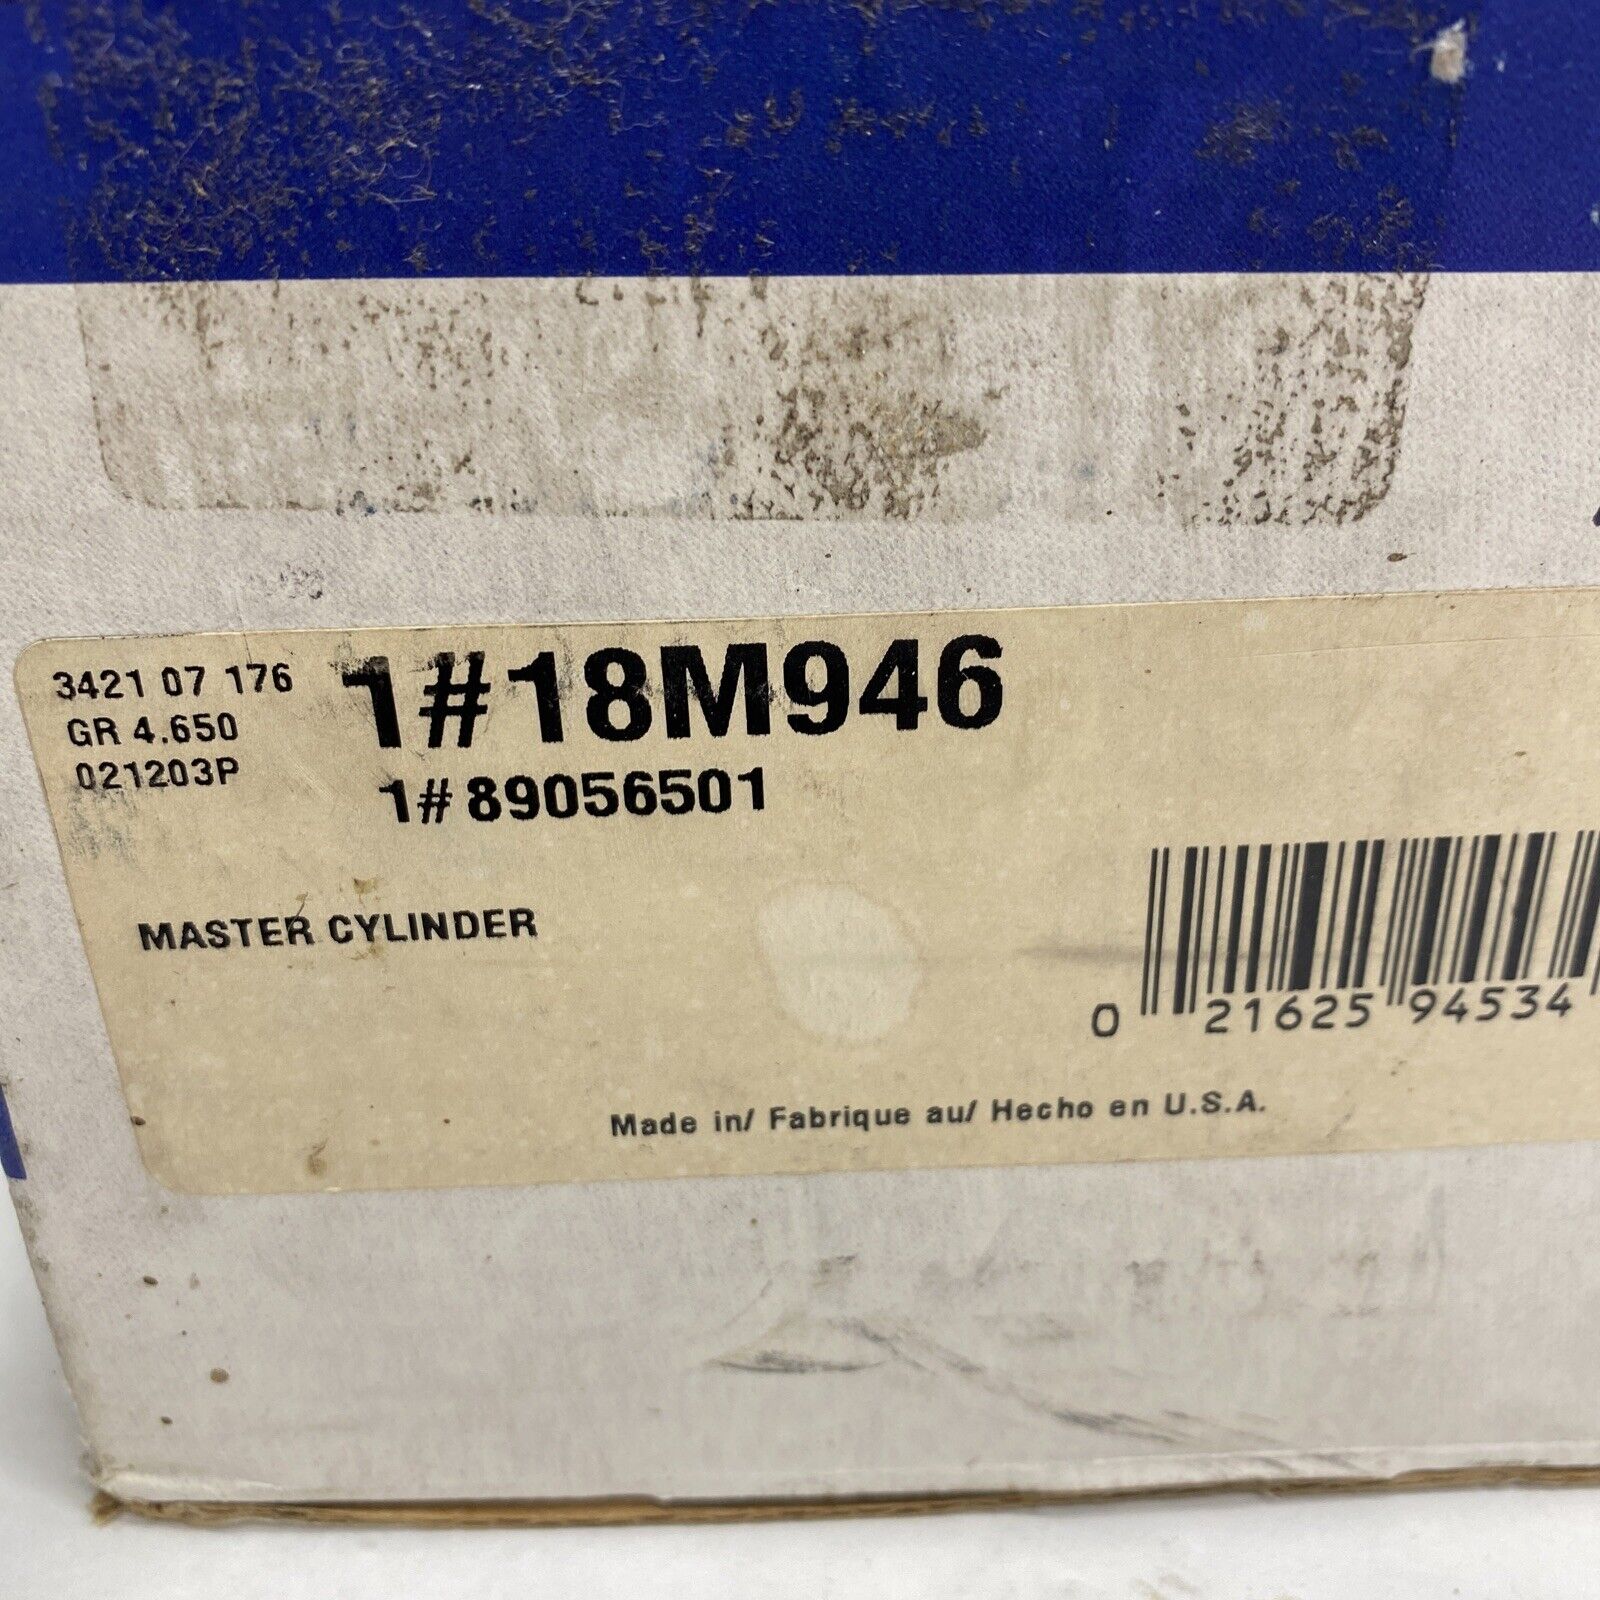 3421 07 176
GR 4.650
021203P
1#18M946
1#89056501
MASTER CYLINDER
0 21625 94534
Made in/ Fabrique au/ Hecho en U.S.A.